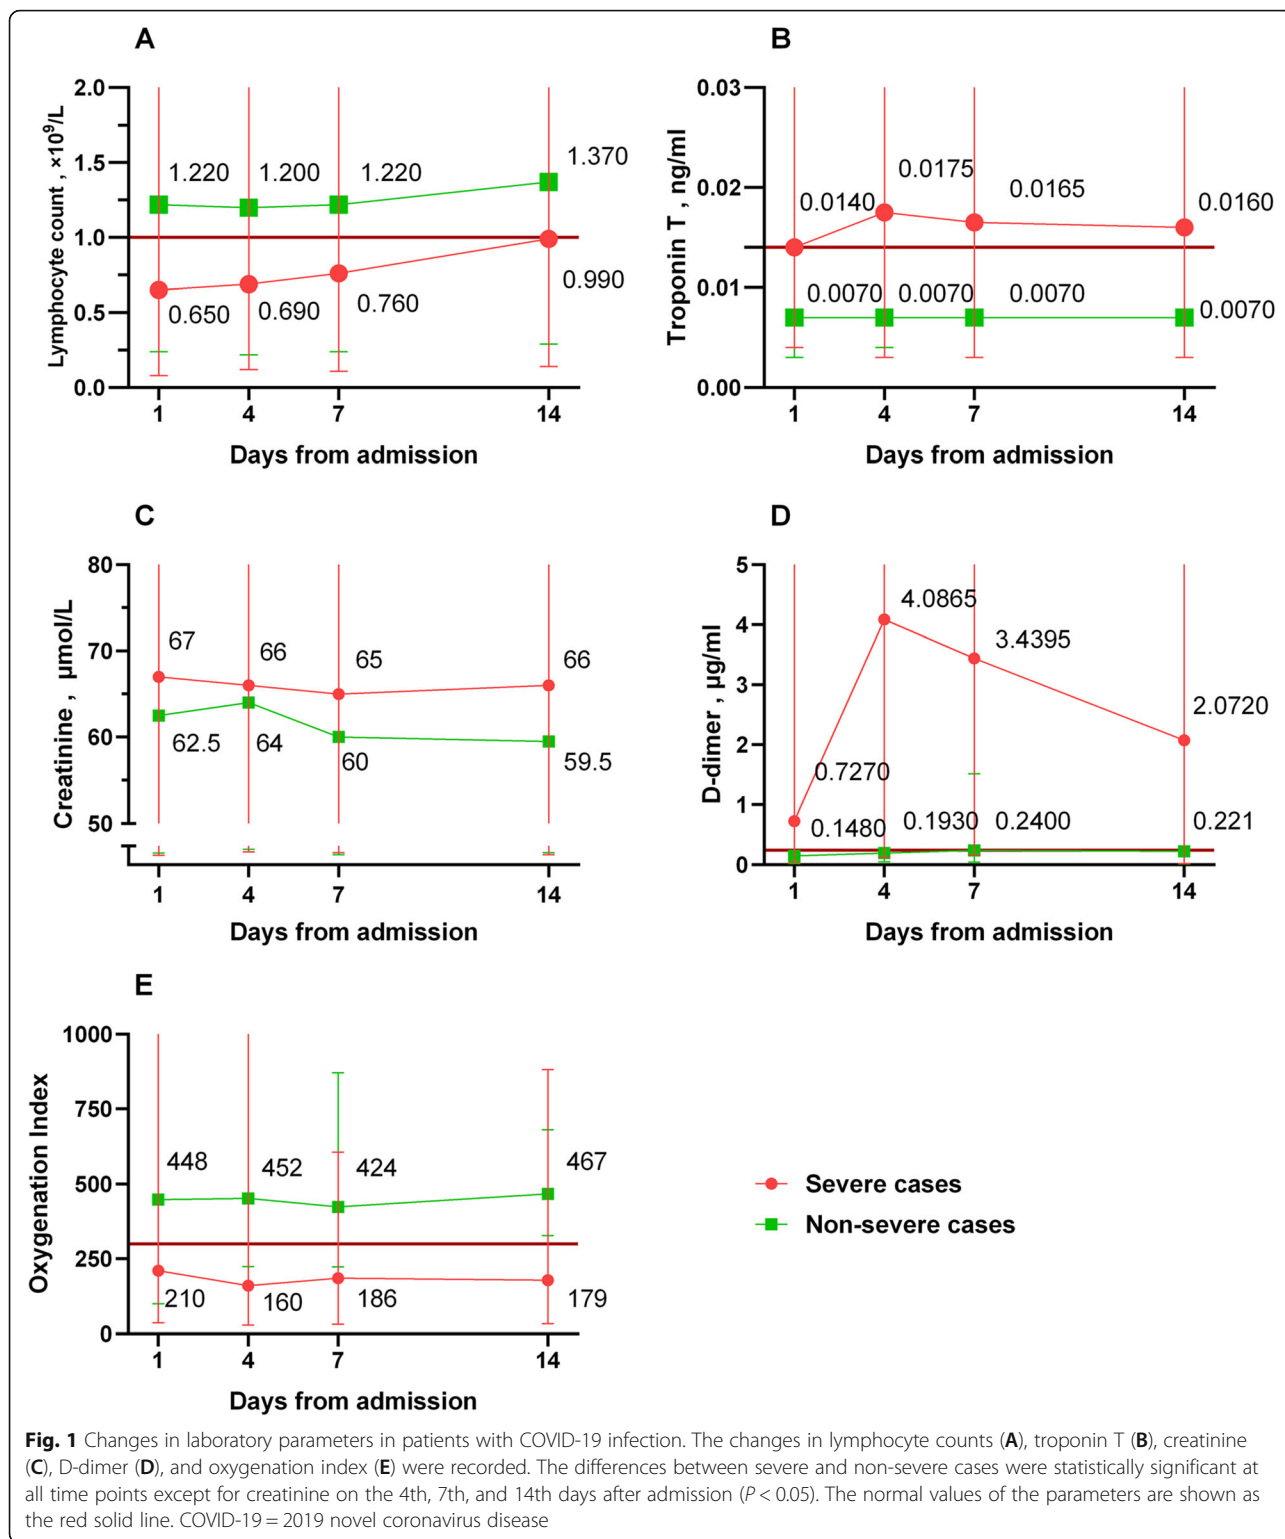 A
2.0
1.5
1.0
0.5
0.0
Lymphocyte count , ×10⁹/L
1.220
1.200
1.220
1.370
0.650
0.690
0.760
0.990
1 4 7 14
Days from admission
B
0.03
0.02
0.01
0.00
Troponin T , ng/ml
0.0140
0.0175
0.0165
0.0160
0.0070
0.0070
0.0070
0.0070
1 4 7 14
Days from admission
C
80
70
60
50
Creatinine , μmol/L
67
66
65
66
62.5
64
60
59.5
1 4 7 14
Days from admission
D
5
4
3
2
1
0
D-dimer , μg/ml
4.0865
3.4395
2.0720
0.7270
0.1480
0.1930
0.2400
0.221
1 4 7 14
Days from admission
E
1000
750
500
250
0
Oxygenation Index
448
452
424
467
210
160
186
179
1 4 7 14
Days from admission
Severe cases
Non-severe cases
Fig. 1 Changes in laboratory parameters in patients with COVID-19 infection. The changes in lymphocyte counts (A), troponin T (B), creatinine
(C), D-dimer (D), and oxygenation index (E) were recorded. The differences between severe and non-severe cases were statistically significant at
all time points except for creatinine on the 4th, 7th, and 14th days after admission (P < 0.05). The normal values of the parameters are shown as
the red solid line. COVID-19 = 2019 novel coronavirus disease